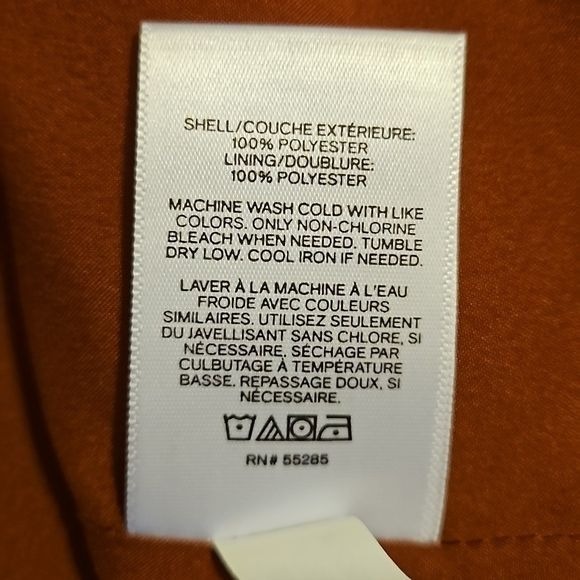 SHELL/COUCHE EXTÉRIEURE:
100% POLYESTER
LINING/DOUBLURE:
100% POLYESTER
MACHINE WASH COLD WITH LIKE
COLORS. ONLY NON-CHLORINE
BLEACH WHEN NEEDED. TUMBLE
DRY LOW. COOL IRON IF NEEDED.
LAVER À LA MACHINE À L'EAU
FROIDE AVEC COULEURS
SIMILAIRES. UTILISEZ SEULEMENT
DU JAVELLISANT SANS CHLORE, SI
NÉCESSAIRE. SÉCHAGE PAR
CULBUTAGE À TEMPÉRATURE
BASSE. REPASSAGE DOUX, SI
NÉCESSAIRE.
RN# 55285